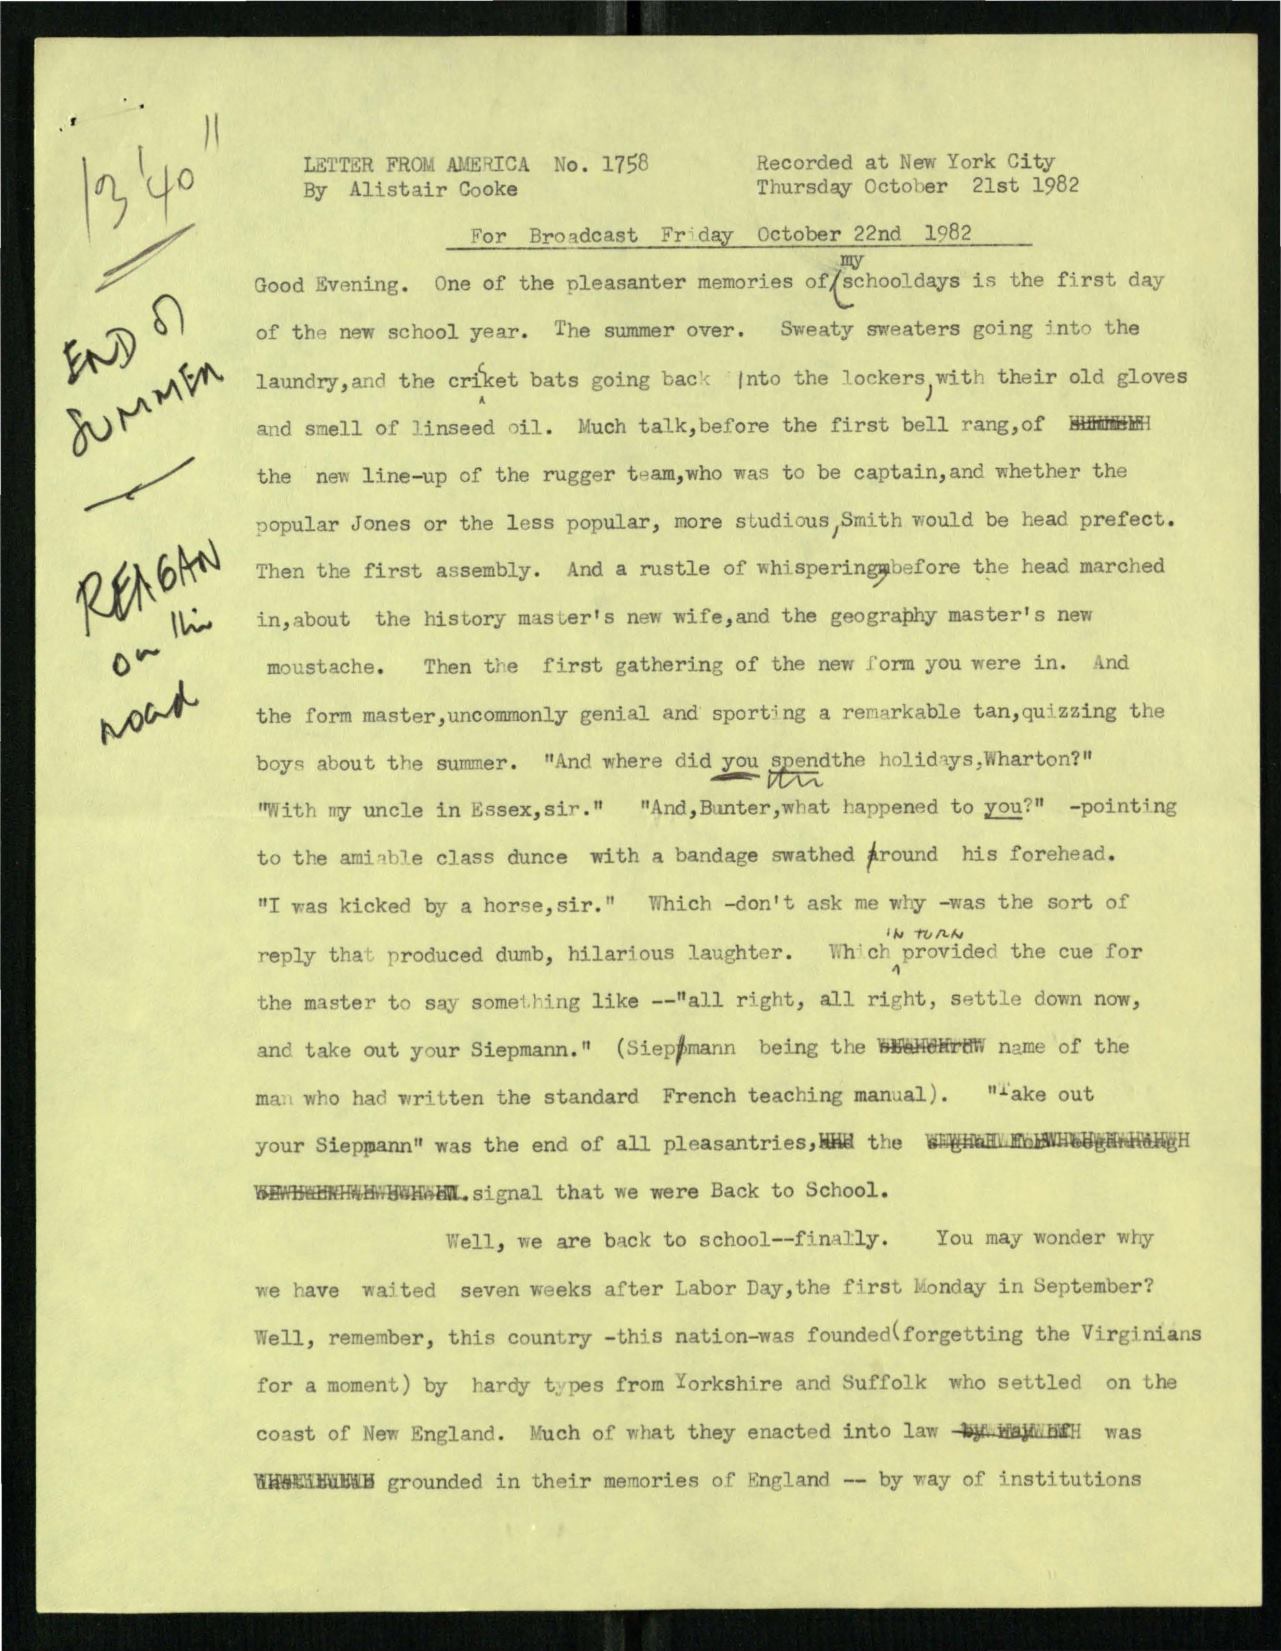 13'40"
END OF
SUMMER
REAGAN
on the
road
LETTER FROM AMERICA No. 1758 Recorded at New York City
By Alistair Cooke Thursday October 21st 1982
For Broadcast Friday October 22nd 1982
my
Good Evening. One of the pleasanter memories of schooldays is the first day
of the new school year. The summer over. Sweaty sweaters going into the
laundry,and the cricket bats going back into the lockers,with their old gloves
and smell of linseed oil. Much talk,before the first bell rang,of
the new line-up of the rugger team,who was to be captain,and whether the
popular Jones or the less popular, more studious,Smith would be head prefect.
Then the first assembly. And a rustle of whispering,before the head marched
in,about the history master's new wife,and the geography master's new
moustache. Then the first gathering of the new form you were in. And
the form master,uncommonly genial and sporting a remarkable tan,quizzing the
boys about the summer. "And where did you spendthe holidays,Wharton?"
"With my uncle in Essex,sir." "And,Bunter,what happened to you?" -pointing
to the amiable class dunce with a bandage swathed around his forehead.
"I was kicked by a horse,sir." Which -don't ask me why -was the sort of
IN TURN
reply that produced dumb, hilarious laughter. Which provided the cue for
the master to say something like --"all right, all right, settle down now,
and take out your Siepmann." (Siepmann being the name of the
man who had written the standard French teaching manual). "Take out
your Siepmann" was the end of all pleasantries, the
signal that we were Back to School.
Well, we are back to school--finally. You may wonder why
we have waited seven weeks after Labor Day,the first Monday in September?
Well, remember, this country -this nation-was founded(forgetting the Virginians
for a moment) by hardy types from Yorkshire and Suffolk who settled on the
coast of New England. Much of what they enacted into law by way of was
grounded in their memories of England -- by way of institutions